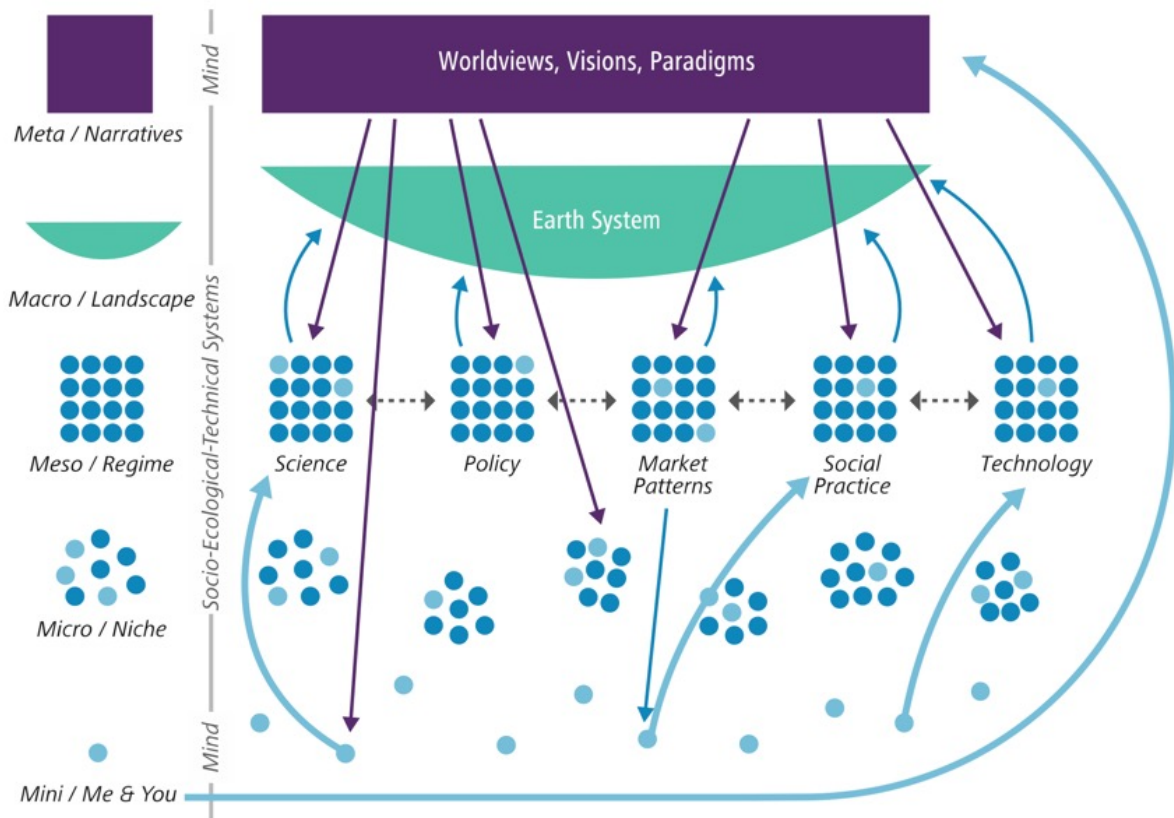 Mind
Worldviews, Visions, Paradigms
Meta / Narratives
Earth System
Macro / Landscape
Socio-Ecological-Technical Systems
Meso / Regime
Science
Policy
Market
Patterns
Social
Practice
Technology
Micro / Niche
Mind
Mini / Me & You